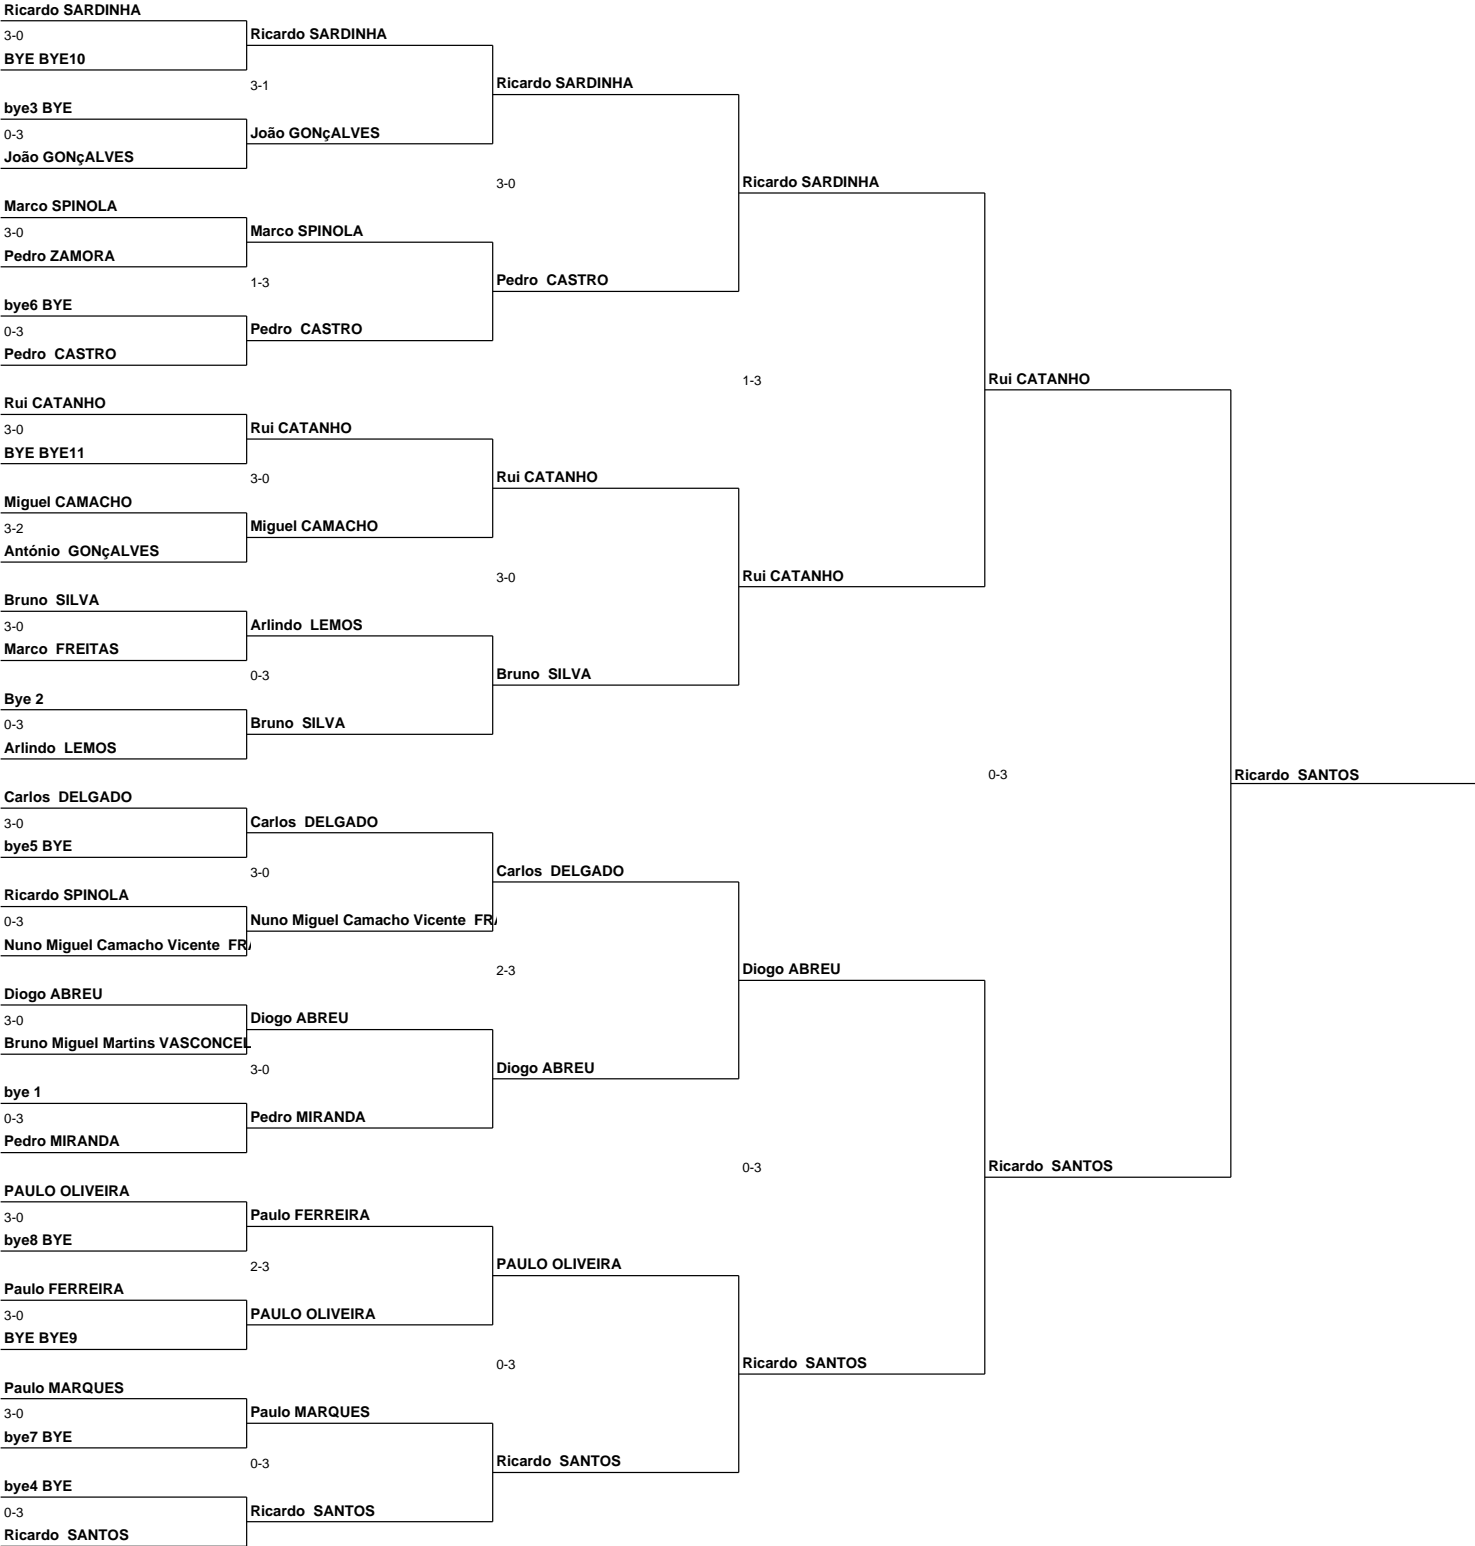 Ricardo SARDINHA
3-0
Ricardo SARDINHA
BYE BYE10
3-1
Ricardo SARDINHA
bye3 BYE
0-3
João GONçALVES
João GONçALVES
3-0
Ricardo SARDINHA
Marco SPINOLA
3-0
Marco SPINOLA
Pedro ZAMORA
1-3
Pedro  CASTRO
bye6 BYE
0-3
Pedro  CASTRO
Pedro  CASTRO
1-3
Rui CATANHO
Rui CATANHO
3-0
Rui CATANHO
BYE BYE11
3-0
Rui CATANHO
Miguel CAMACHO
3-2
Miguel CAMACHO
António  GONçALVES
3-0
Rui CATANHO
Bruno  SILVA
3-0
Arlindo  LEMOS
Marco  FREITAS
0-3
Bruno  SILVA
Bye 2
0-3
Bruno  SILVA
Arlindo  LEMOS
0-3
Ricardo  SANTOS
Carlos  DELGADO
3-0
Carlos  DELGADO
bye5 BYE
3-0
Carlos  DELGADO
Ricardo SPINOLA
0-3
Nuno Miguel Camacho Vicente  FRA
Nuno Miguel Camacho Vicente  FRA
2-3
Diogo ABREU
Diogo ABREU
3-0
Diogo ABREU
Bruno Miguel Martins VASCONCEL
3-0
Diogo ABREU
bye 1
0-3
Pedro MIRANDA
Pedro MIRANDA
0-3
Ricardo  SANTOS
PAULO OLIVEIRA
3-0
Paulo FERREIRA
bye8 BYE
2-3
PAULO OLIVEIRA
Paulo FERREIRA
3-0
PAULO OLIVEIRA
BYE BYE9
0-3
Ricardo  SANTOS
Paulo MARQUES
3-0
Paulo MARQUES
bye7 BYE
0-3
Ricardo  SANTOS
bye4 BYE
0-3
Ricardo  SANTOS
Ricardo  SANTOS